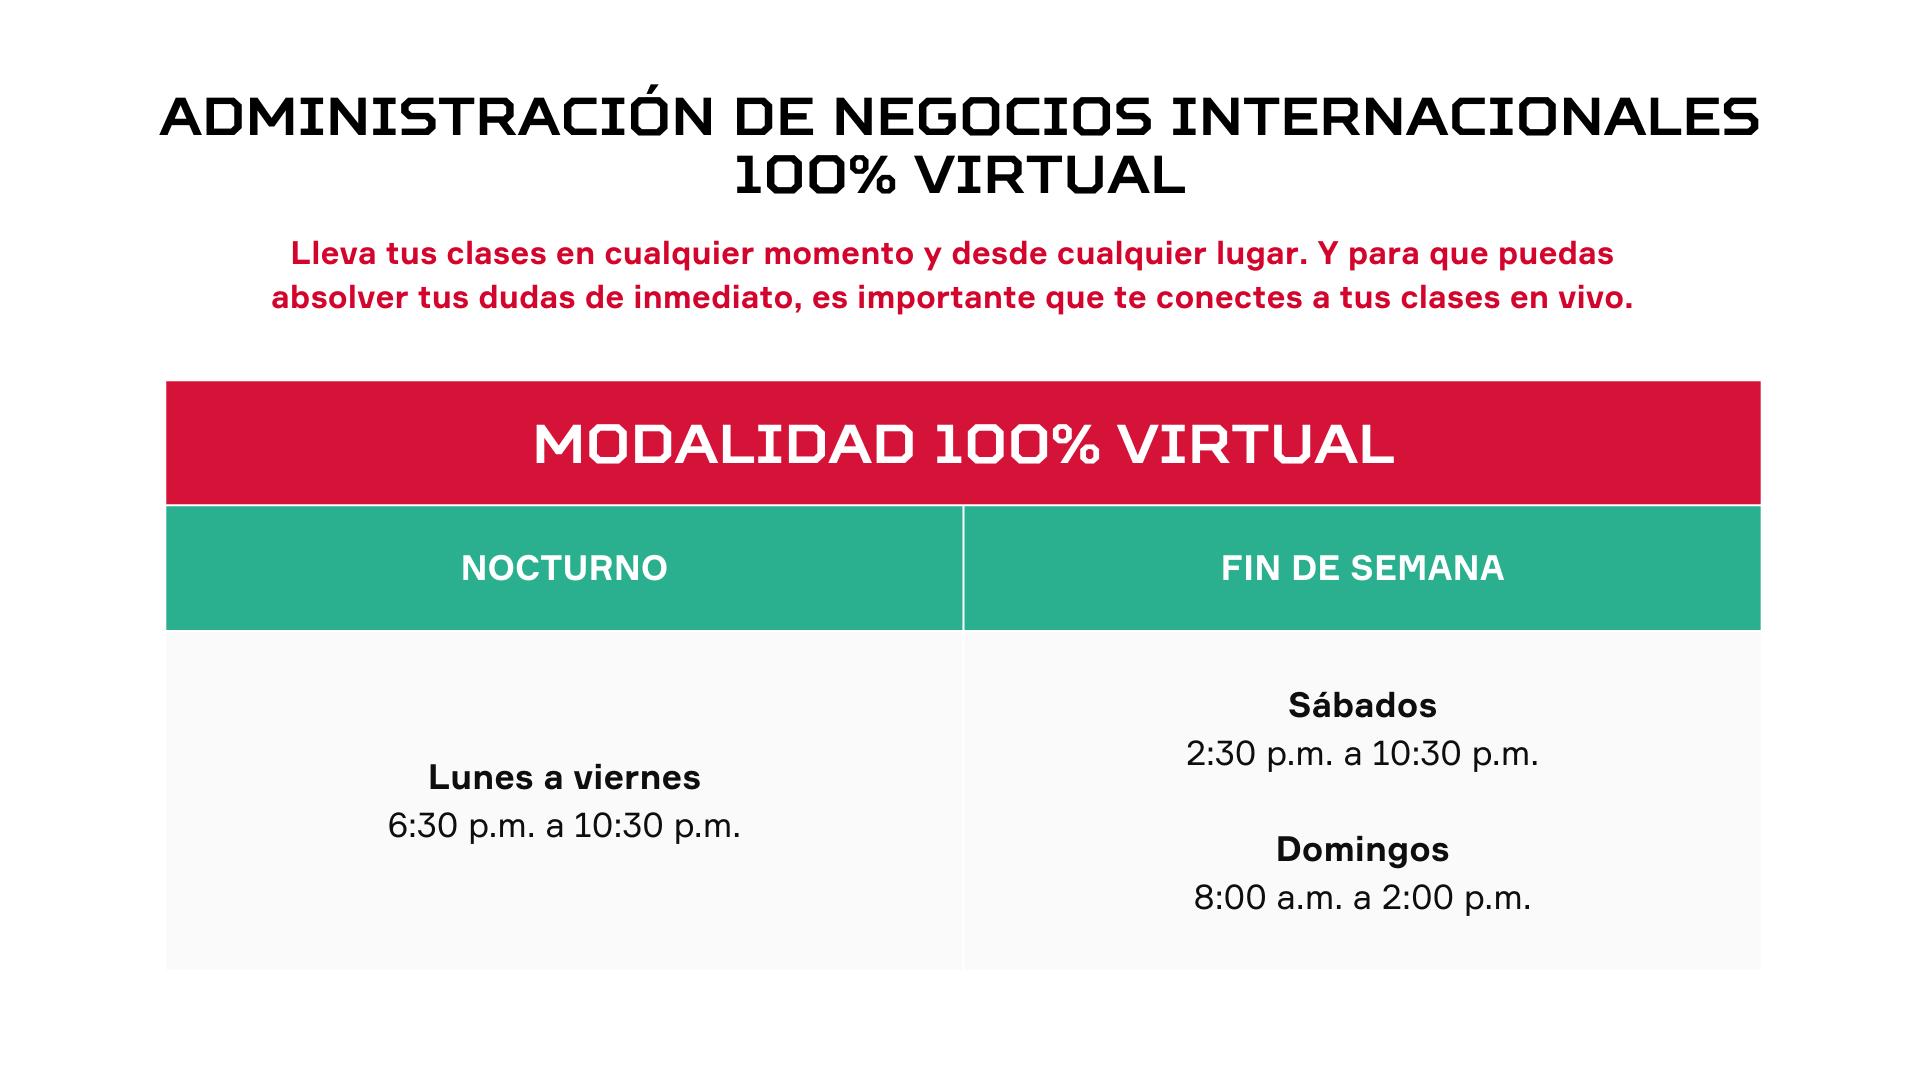 ADMINISTRACIÓN DE NEGOCIOS INTERNACIONALES
100% VIRTUAL
Lleva tus clases en cualquier momento y desde cualquier lugar. Y para que puedas
absolver tus dudas de inmediato, es importante que te conectes a tus clases en vivo.
MODALIDAD 100% VIRTUAL
NOCTURNO
FIN DE SEMANA
Lunes a viernes
6:30 p.m. a 10:30 p.m.
Sábados
2:30 p.m. a 10:30 p.m.
Domingos
8:00 a.m. a 2:00 p.m.